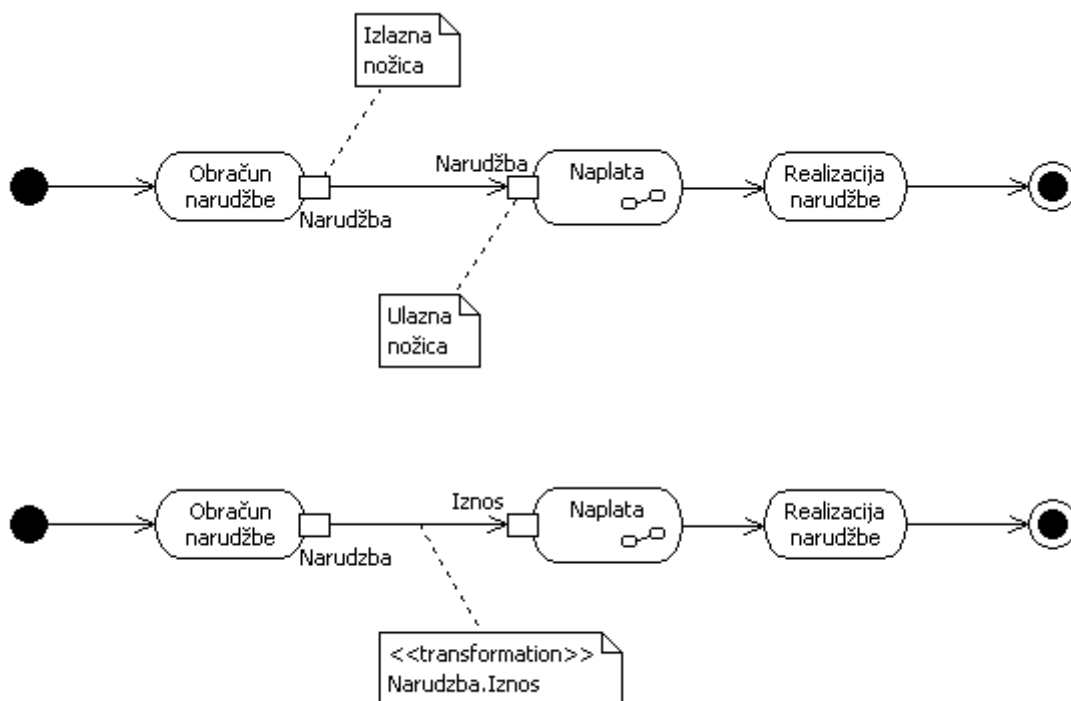 Izlazna
nožica
Obračun
narudžbe
Narudžba
Narudžba
Naplata
Realizacija
narudžbe
Ulazna
nožica
Obračun
narudžbe
Narudzba
Iznos
Naplata
Realizacija
narudžbe
<<transformation>>
Narudzba.Iznos